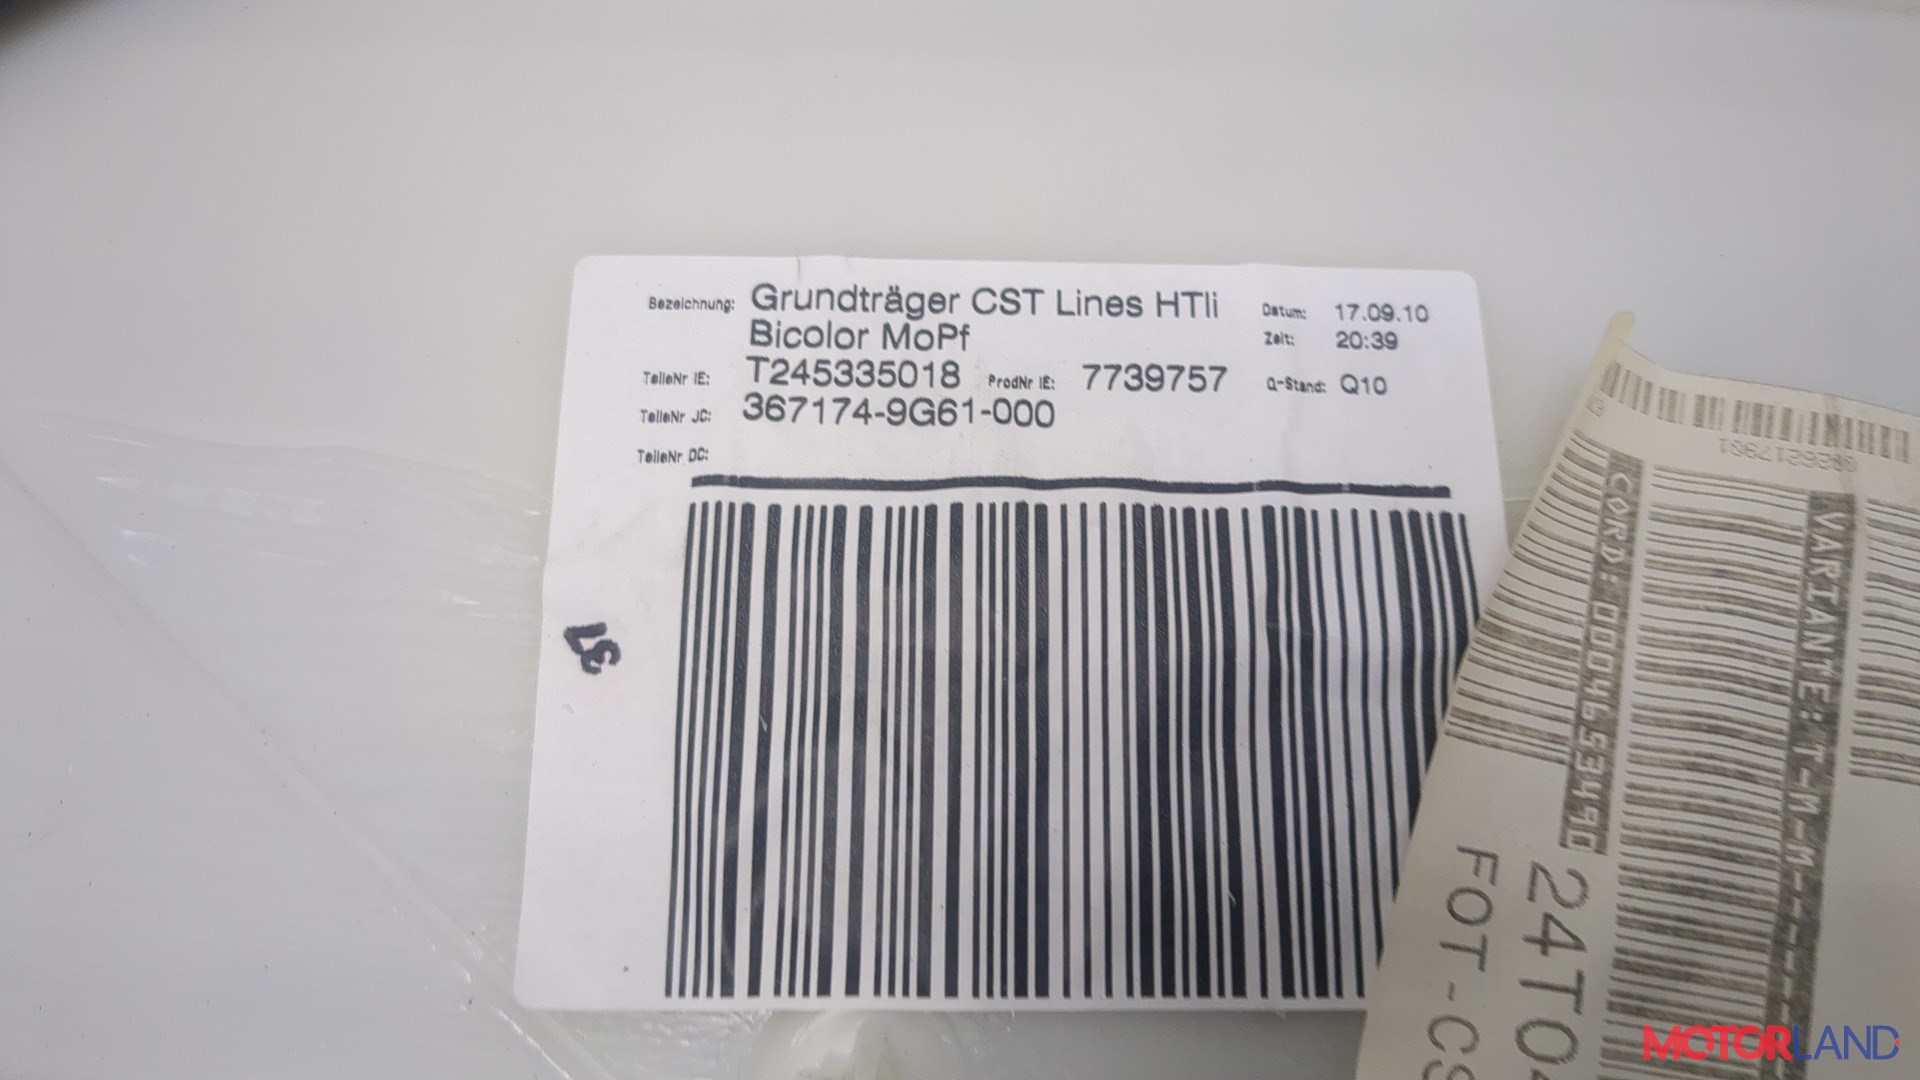 Bezeichnung: Grundträger CST Lines HTli
Bicolor MoPf
Datum: 17.09.10
Zeit: 20:39
TeileNr IE: T245335018 ProdNr IE: 7739757 Q-Stand: Q10
TeileNr JC: 367174-9G61-000
TeileNr DC:
37
VARIANTE: T-M-M
24T0
FOT-CS
MOTORLAND